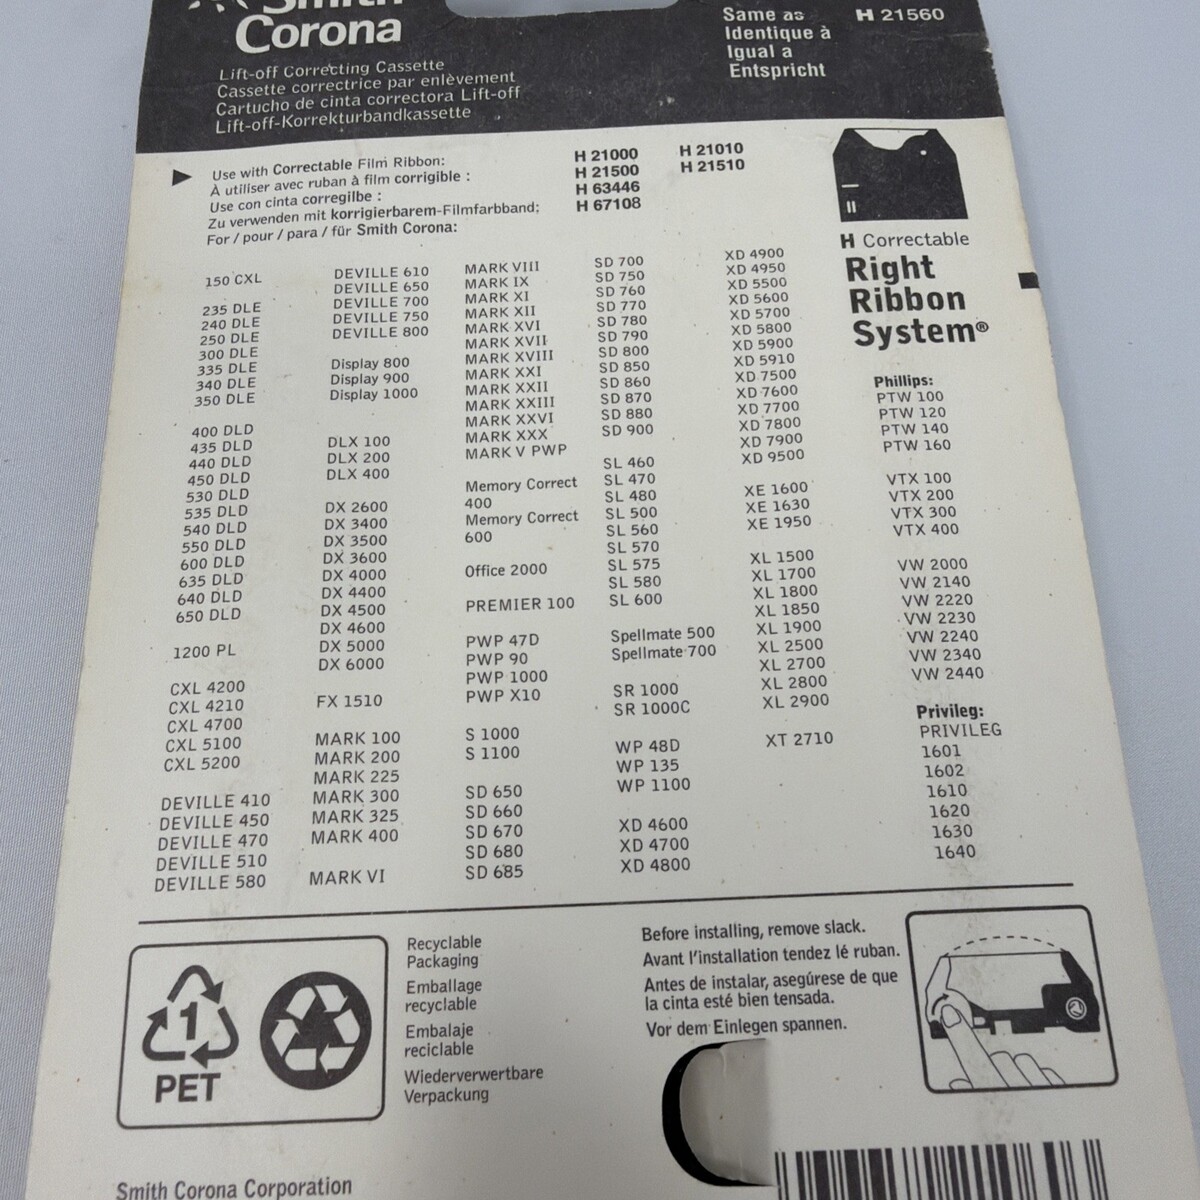 Smith
Corona
Lift-off Correcting Cassette
Cassette correctrice par enlèvement
Cartucho de cinta correctora Lift-off
Lift-off-Korrekturbandkassette
Same as
Identique à
Igual a
Entspricht
H 21560
Use with Correctable Film Ribbon:
À utiliser avec ruban à film corrigible :
Use con cinta corregilbe :
Zu verwenden mit korrigierbarem-Filmfarbband;
For / pour / para / für Smith Corona:
H 21000
H 21500
H 63446
H 67108
H 21010
H 21510
150 CXL
235 DLE
240 DLE
250 DLE
300 DLE
335 DLE
340 DLE
350 DLE
400 DLD
435 DLD
440 DLD
450 DLD
530 DLD
535 DLD
540 DLD
550 DLD
600 DLD
635 DLD
640 DLD
650 DLD
1200 PL
CXL 4200
CXL 4210
CXL 4700
CXL 5100
CXL 5200
DEVILLE 410
DEVILLE 450
DEVILLE 470
DEVILLE 510
DEVILLE 580
DEVILLE 610
DEVILLE 650
DEVILLE 700
DEVILLE 750
DEVILLE 800
Display 800
Display 900
Display 1000
DLX 100
DLX 200
DLX 400
DX 2600
DX 3400
DX 3500
DX 3600
DX 4000
DX 4400
DX 4500
DX 4600
DX 5000
DX 6000
FX 1510
MARK 100
MARK 200
MARK 225
MARK 300
MARK 325
MARK 400
MARK VI
MARK VIII
MARK IX
MARK XI
MARK XII
MARK XVI
MARK XVII
MARK XVIII
MARK XXI
MARK XXII
MARK XXIII
MARK XXVI
MARK XXX
MARK V PWP
Memory Correct
400
Memory Correct
600
Office 2000
PREMIER 100
PWP 47D
PWP 90
PWP 1000
PWP X10
S 1000
S 1100
SD 650
SD 660
SD 670
SD 680
SD 685
SD 700
SD 750
SD 760
SD 770
SD 780
SD 790
SD 800
SD 850
SD 860
SD 870
SD 880
SD 900
SL 460
SL 470
SL 480
SL 500
SL 560
SL 570
SL 575
SL 580
SL 600
Spellmate 500
Spellmate 700
SR 1000
SR 1000C
WP 48D
WP 135
WP 1100
XD 4600
XD 4700
XD 4800
XD 4900
XD 4950
XD 5500
XD 5600
XD 5700
XD 5800
XD 5900
XD 5910
XD 7500
XD 7600
XD 7700
XD 7800
XD 7900
XD 9500
XE 1600
XE 1630
XE 1950
XL 1500
XL 1700
XL 1800
XL 1850
XL 1900
XL 2500
XL 2700
XL 2800
XL 2900
XT 2710
H Correctable
Right
Ribbon
System®
Phillips:
PTW 100
PTW 120
PTW 140
PTW 160
VTX 100
VTX 200
VTX 300
VTX 400
VW 2000
VW 2140
VW 2220
VW 2230
VW 2240
VW 2340
VW 2440
Privileg:
PRIVILEG
1601
1602
1610
1620
1630
1640
1
PET
Recyclable
Packaging
Emballage
recyclable
Embalaje
reciclable
Wiederverwertbare
Verpackung
Before installing, remove slack.
Avant l'installation tendez lé ruban.
Antes de instalar, asegúrese de que
la cinta esté bien tensada.
Vor dem Einlegen spannen.
Smith Corona Corporation